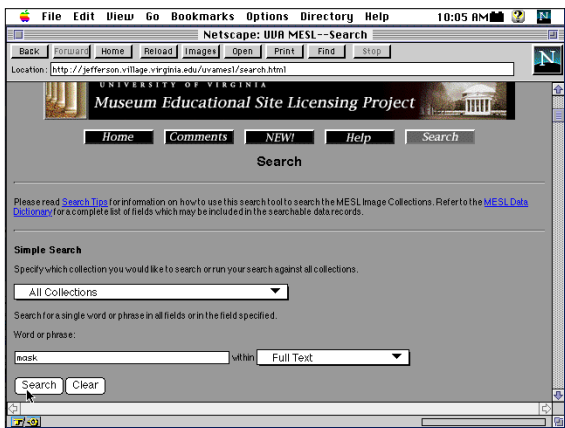 File Edit View Go Bookmarks Options Directory Help 10:05 AM
Netscape: UVA MESL--Search
Back Forward Home Reload Images Open Print Find Stop
N
Location: http://jefferson.village.virginia.edu/uvamesl/search.html
UNIVERSITY OF VIRGINIA
Museum Educational Site Licensing Project
Home Comments NEW! Help Search
Search
Please read Search Tips for information on how to use this search tool to search the MESL Image Collections. Refer to the MESL Data
Dictionary for a complete list of fields which may be included in the searchable data records.
Simple Search
Specify which collection you would like to search or run your search against all collections.
All Collections
Search for a single word or phrase in all fields or in the field specified.
Word or phrase:
mask within Full Text
Search Clear